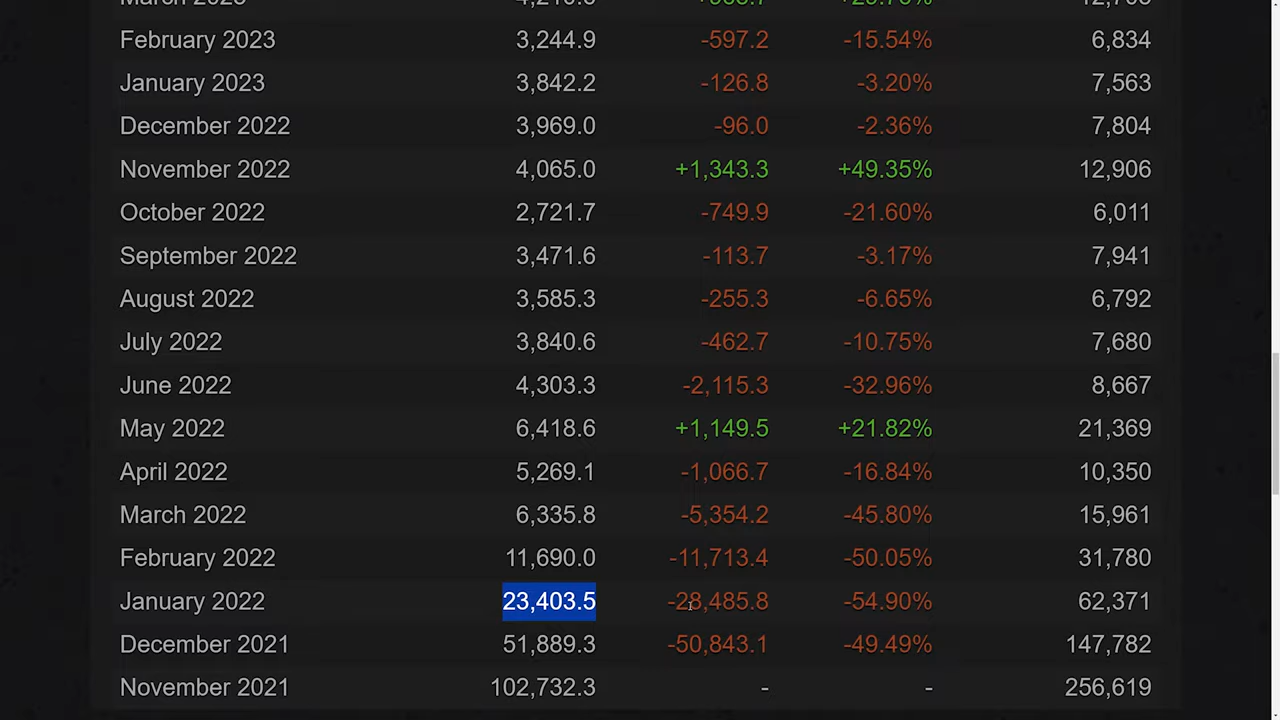 February 2023 3,244.9 -597.2 -15.54% 6,834
January 2023 3,842.2 -126.8 -3.20% 7,563
December 2022 3,969.0 -96.0 -2.36% 7,804
November 2022 4,065.0 +1,343.3 +49.35% 12,906
October 2022 2,721.7 -749.9 -21.60% 6,011
September 2022 3,471.6 -113.7 -3.17% 7,941
August 2022 3,585.3 -255.3 -6.65% 6,792
July 2022 3,840.6 -462.7 -10.75% 7,680
June 2022 4,303.3 -2,115.3 -32.96% 8,667
May 2022 6,418.6 +1,149.5 +21.82% 21,369
April 2022 5,269.1 -1,066.7 -16.84% 10,350
March 2022 6,335.8 -5,354.2 -45.80% 15,961
February 2022 11,690.0 -11,713.4 -50.05% 31,780
January 2022 23,403.5 -28,485.8 -54.90% 62,371
December 2021 51,889.3 -50,843.1 -49.49% 147,782
November 2021 102,732.3 - - 256,619